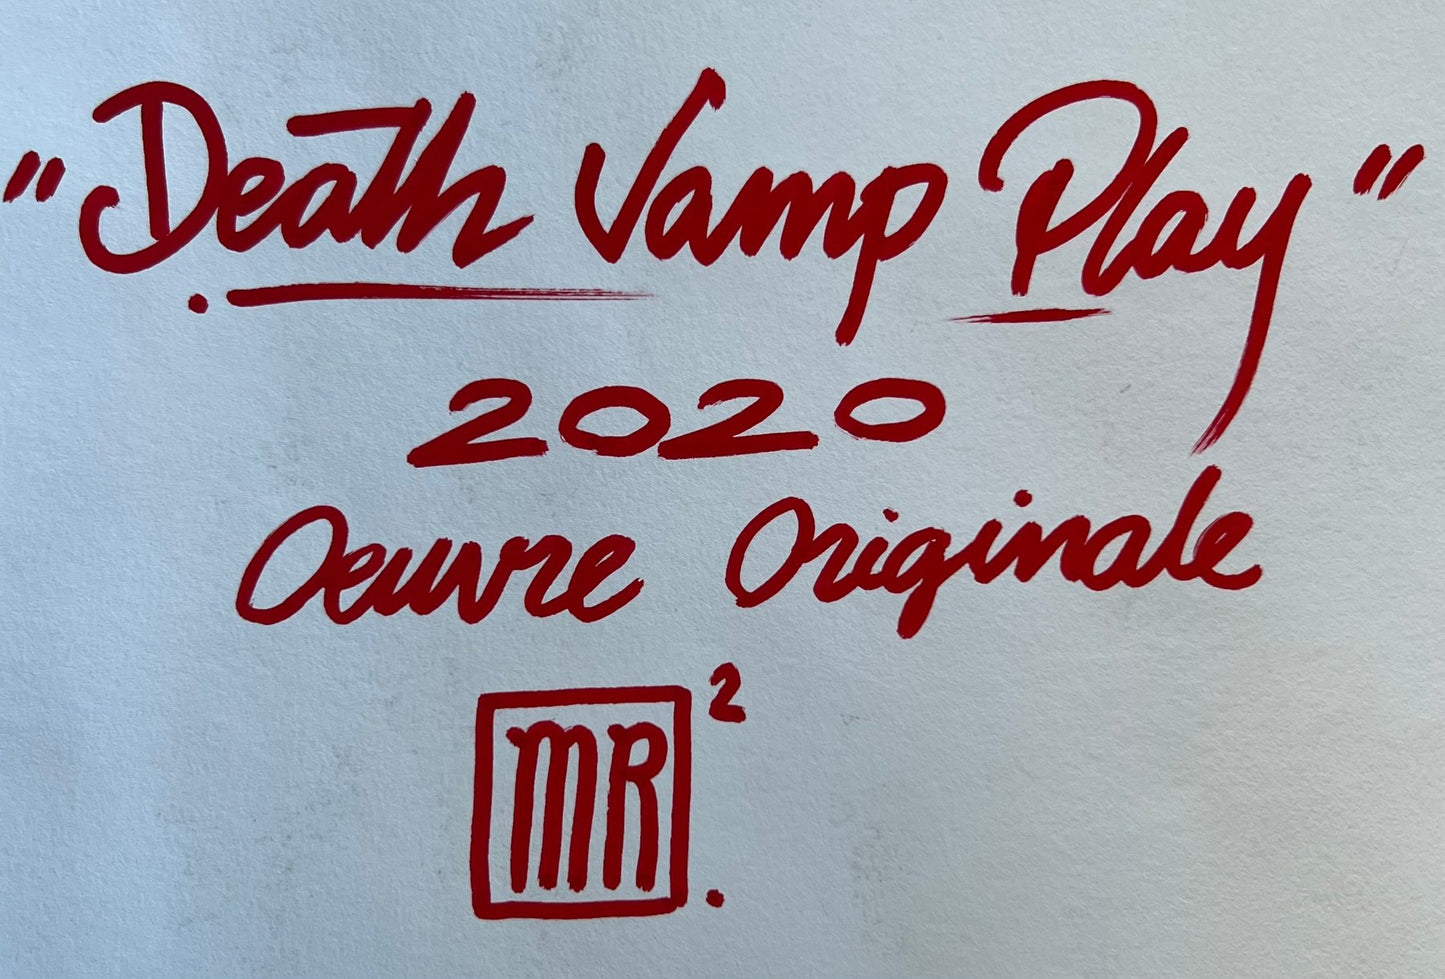 "Death Vamp Play"
2020
Oeuvre Originale
MR²